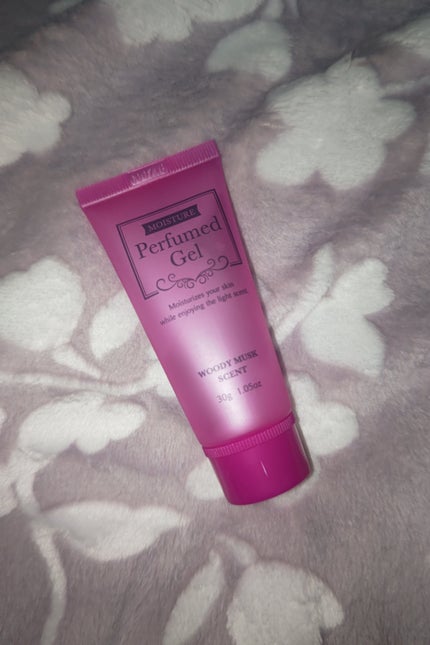 MOISTURE
Perfumed
Gel
Moisturizes your skin
while enjoying the light scent.
WOODY MUSK
SCENT
30g 1.05oz